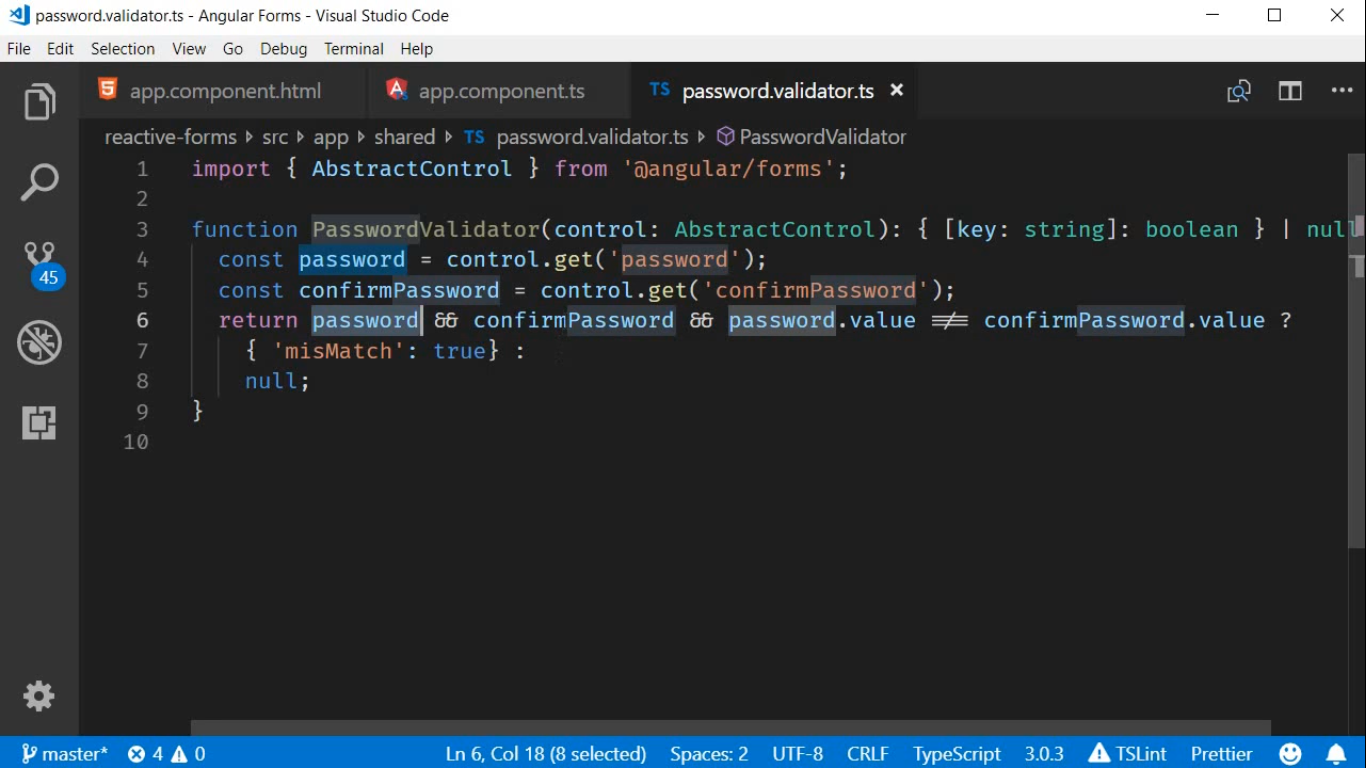 password.validator.ts - Angular Forms - Visual Studio Code
File Edit Selection View Go Debug Terminal Help
app.component.html app.component.ts TS password.validator.ts
reactive-forms src app shared TS password.validator.ts PasswordValidator
1 import { AbstractControl } from '@angular/forms';
2
3 function PasswordValidator(control: AbstractControl): { [key: string]: boolean } | null
4 const password = control.get('password');
5 const confirmPassword = control.get('confirmPassword');
6 return password && confirmPassword && password.value !== confirmPassword.value ?
7 { 'misMatch': true} :
8 null;
9 }
10
45
master* 4 0 Ln 6, Col 18 (8 selected) Spaces: 2 UTF-8 CRLF TypeScript 3.0.3 TSLint Prettier